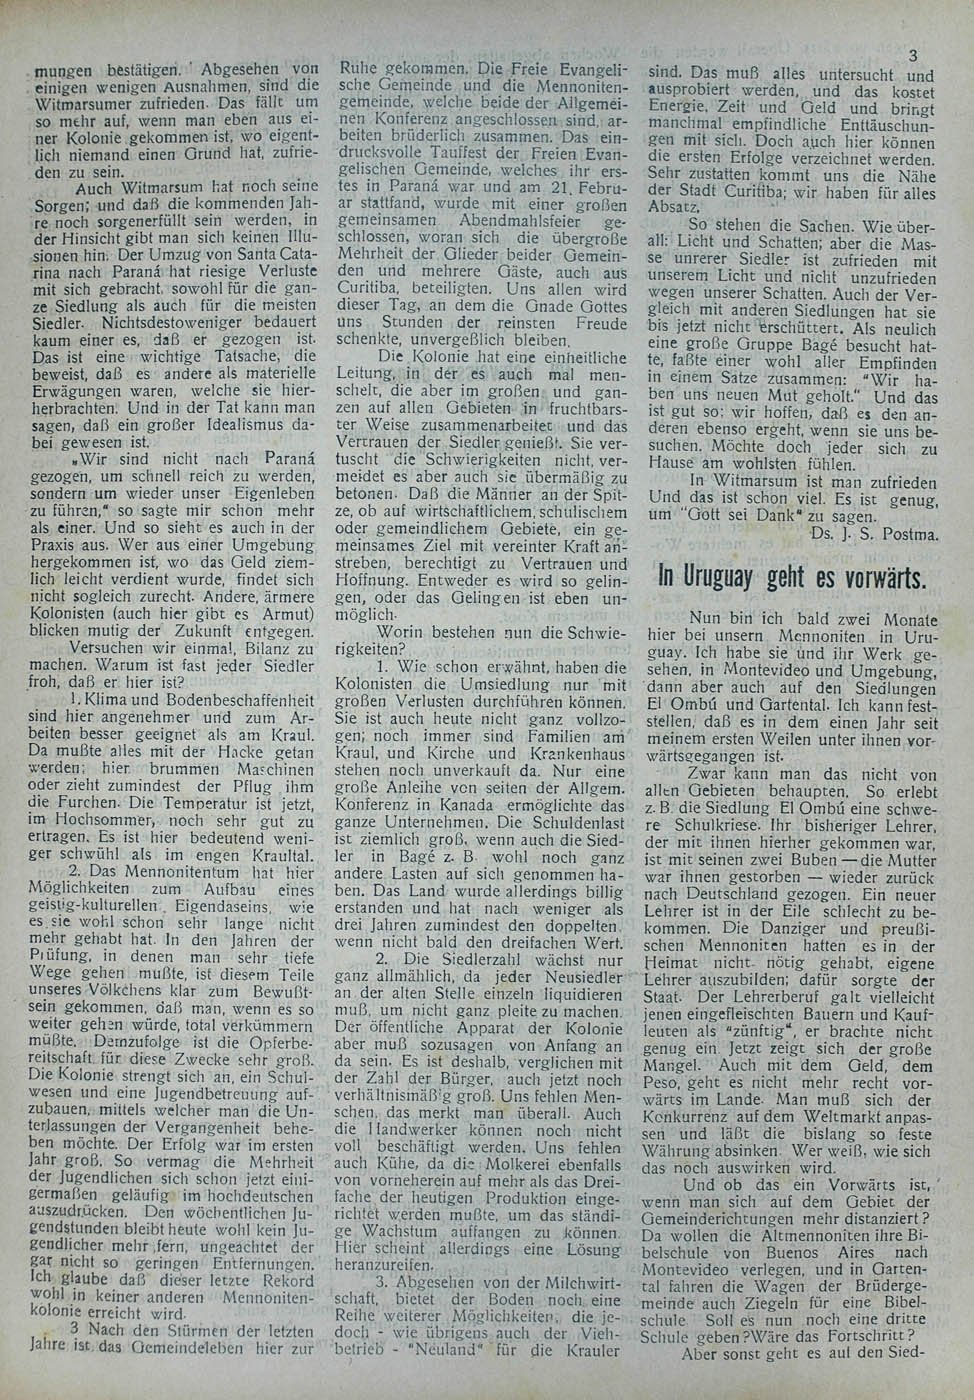 3
mungen bestätigen. Abgesehen von
einigen wenigen Ausnahmen, sind die
Witmarsumer zufrieden. Das fällt um
so mehr auf, wenn man eben aus ei-
ner Kolonie gekommen ist, wo eigent-
lich niemand einen Grund hat, zufrie-
den zu sein.
Auch Witmarsum hat noch seine
Sorgen; und daß die kommenden Jah-
re noch sorgenerfüllt sein werden, in
der Hinsicht gibt man sich keinen Illu-
sionen hin. Der Umzug von Santa Cata-
rina nach Paraná hat riesige Verluste
mit sich gebracht, sowohl für die gan-
ze Siedlung als auch für die meisten
Siedler. Nichtsdestoweniger bedauert
kaum einer es, daß er gezogen ist.
Das ist eine wichtige Tatsache, die
beweist, daß es andere als materielle
Erwägungen waren, welche sie hier-
herbrachten. Und in der Tat kann man
sagen, daß ein großer Idealismus da-
bei gewesen ist.
„Wir sind nicht nach Paraná
gezogen, um schnell reich zu werden,
sondern um wieder unser Eigenleben
zu führen,“ so sagte mir schon mehr
als einer. Und so sieht es auch in der
Praxis aus. Wer aus einer Umgebung
hergekommen ist, wo das Geld ziem-
lich leicht verdient wurde, findet sich
nicht sogleich zurecht. Andere, ärmere
Kolonisten (auch hier gibt es Armut)
blicken mutig der Zukunft entgegen.
Versuchen wir einmal, Bilanz zu
machen. Warum ist fast jeder Siedler
froh, daß er hier ist?
1. Klima und Bodenbeschaffenheit
sind hier angenehmer und zum Ar-
beiten besser geeignet als am Kraul.
Da mußte alles mit der Hacke getan
werden; hier brummen Maschinen
oder zieht zumindest der Pflug ihm
die Furchen. Die Temperatur ist jetzt,
im Hochsommer, noch sehr gut zu
ertragen. Es ist hier bedeutend weni-
ger schwühl als im engen Kraultal.
2. Das Mennonitentum hat hier
Möglichkeiten zum Aufbau eines
geistig-kulturellen Eigendaseins, wie
es sie wohl schon sehr lange nicht
mehr gehabt hat. In den Jahren der
Prüfung, in denen man sehr tiefe
Wege gehen mußte, ist diesem Teile
unseres Völkchens klar zum Bewußt-
sein gekommen, daß man, wenn es so
weiter gehen würde, total verkümmern
müßte. Demzufolge ist die Opferbe-
reitschaft für diese Zwecke sehr groß.
Die Kolonie strengt sich an, ein Schul-
wesen und eine Jugendbetreuung auf-
zubauen, mittels welcher man die Un-
terlassungen der Vergangenheit behe-
ben möchte. Der Erfolg war im ersten
Jahr groß. So vermag die Mehrheit
der Jugendlichen sich schon jetzt eini-
germaßen geläufig im hochdeutschen
auszudrücken. Den wöchentlichen Ju-
gendstunden bleibt heute wohl kein Ju-
gendlicher mehr fern, ungeachtet der
gar nicht so geringen Entfernungen.
Ich glaube daß dieser letzte Rekord
wohl in keiner anderen Mennoniten-
kolonie erreicht wird.
3 Nach den Stürmen der letzten
Jahre ist das Gemeindeleben hier zur
Ruhe gekommen. Die Freie Evangeli-
sche Gemeinde und die Mennoniten-
gemeinde, welche beide der Allgemei-
nen Konferenz angeschlossen sind, ar-
beiten brüderlich zusammen. Das ein-
drucksvolle Tauffest der Freien Evan-
gelischen Gemeinde, welches ihr ers-
tes in Paraná war und am 21. Febru-
ar stattfand, wurde mit einer großen
gemeinsamen Abendmahlsfeier ge-
schlossen, woran sich die übergroße
Mehrheit der Glieder beider Gemein-
den und mehrere Gäste, auch aus
Curitiba, beteiligten. Uns allen wird
dieser Tag, an dem die Gnade Gottes
uns Stunden der reinsten Freude
schenkte, unvergeßlich bleiben.
Die Kolonie hat eine einheitliche
Leitung, in der es auch mal men-
schelt, die aber im großen und gan-
zen auf allen Gebieten in fruchtbars-
ter Weise zusammenarbeitet und das
Vertrauen der Siedler genießt. Sie ver-
tuscht die Schwierigkeiten nicht, ver-
meidet es aber auch sie übermäßig zu
betonen. Daß die Männer an der Spit-
ze, ob auf wirtschaftlichem, schulischem
oder gemeindlichem Gebiete, ein ge-
meinsames Ziel mit vereinter Kraft an-
streben, berechtigt zu Vertrauen und
Hoffnung. Entweder es wird so gelin-
gen, oder das Gelingen ist eben un-
möglich.
Worin bestehen nun die Schwie-
rigkeiten?
1. Wie schon erwähnt, haben die
Kolonisten die Umsiedlung nur mit
großen Verlusten durchführen können.
Sie ist auch heute nicht ganz vollzo-
gen; noch immer sind Familien am
Kraul, und Kirche und Krankenhaus
stehen noch unverkauft da. Nur eine
große Anleihe von seiten der Allgem.
Konferenz in Kanada ermöglichte das
ganze Unternehmen. Die Schuldenlast
ist ziemlich groß, wenn auch die Sied-
ler in Bagé z. B. wohl noch ganz
andere Lasten auf sich genommen ha-
ben. Das Land wurde allerdings billig
erstanden und hat nach weniger als
drei Jahren zumindest den doppelten,
wenn nicht bald den dreifachen Wert.
2. Die Siedlerzahl wächst nur
ganz allmählich, da jeder Neusiedler
an der alten Stelle einzeln liquidieren
muß, um nicht ganz pleite zu machen.
Der öffentliche Apparat der Kolonie
aber muß sozusagen von Anfang an
da sein. Es ist deshalb, verglichen mit
der Zahl der Bürger, auch jetzt noch
verhältnismäßig groß. Uns fehlen Men-
schen, das merkt man überall. Auch
die Handwerker können noch nicht
voll beschäftigt werden. Uns fehlen
auch Kühe, da die Molkerei ebenfalls
von vorneherein auf mehr als das Drei-
fache der heutigen Produktion einge-
richtet werden mußte, um das ständi-
ge Wachstum auffangen zu können.
Hier scheint allerdings eine Lösung
heranzureifen.
3. Abgesehen von der Milchwirt-
schaft, bietet der Boden noch eine
Reihe weiterer Möglichkeiten, die je-
doch - wie übrigens auch der Vieh-
betrieb - "Neuland" für die Krauler
sind. Das muß alles untersucht und
ausprobiert werden, und das kostet
Energie, Zeit und Geld und bringt
manchmal empfindliche Enttäuschun-
gen mit sich. Doch auch hier können
die ersten Erfolge verzeichnet werden.
Sehr zustatten kommt uns die Nähe
der Stadt Curitiba; wir haben für alles
Absatz.
So stehen die Sachen. Wie über-
all: Licht und Schatten; aber die Mas-
se unrerer Siedler ist zufrieden mit
unserem Licht und nicht unzufrieden
wegen unserer Schatten. Auch der Ver-
gleich mit anderen Siedlungen hat sie
bis jetzt nicht erschüttert. Als neulich
eine große Gruppe Bagé besucht hat-
te, faßte einer wohl aller Empfinden
in einem Satze zusammen: "Wir ha-
ben uns neuen Mut geholt." Und das
ist gut so; wir hoffen, daß es den an-
deren ebenso ergeht, wenn sie uns be-
suchen. Möchte doch jeder sich zu
Hause am wohlsten fühlen.
In Witmarsum ist man zufrieden
Und das ist schon viel. Es ist genug,
um "Gott sei Dank" zu sagen.
Ds. J. S. Postma.
In Uruguay geht es vorwärts.
Nun bin ich bald zwei Monate
hier bei unsern Mennoniten in Uru-
guay. Ich habe sie und ihr Werk ge-
sehen, in Montevideo und Umgebung,
dann aber auch auf den Siedlungen
El Ombú und Gartental. Ich kann fest-
stellen, daß es in dem einen Jahr seit
meinem ersten Weilen unter ihnen vor-
wärtsgegangen ist.
Zwar kann man das nicht von
allen Gebieten behaupten. So erlebt
z. B. die Siedlung El Ombú eine schwe-
re Schulkriese. Ihr bisheriger Lehrer,
der mit ihnen hierher gekommen war,
ist mit seinen zwei Buben — die Mutter
war ihnen gestorben — wieder zurück
nach Deutschland gezogen. Ein neuer
Lehrer ist in der Eile schlecht zu be-
kommen. Die Danziger und preußi-
schen Mennoniten hatten es in der
Heimat nicht nötig gehabt, eigene
Lehrer auszubilden; dafür sorgte der
Staat. Der Lehrerberuf galt vielleicht
jenen eingefleischten Bauern und Kauf-
leuten als "zünftig", er brachte nicht
genug ein. Jetzt zeigt sich der große
Mangel. Auch mit dem Geld, dem
Peso, geht es nicht mehr recht vor-
wärts im Lande. Man muß sich der
Konkurrenz auf dem Weltmarkt anpas-
sen und läßt die bislang so feste
Währung absinken. Wer weiß, wie sich
das noch auswirken wird.
Und ob das ein Vorwärts ist,
wenn man sich auf dem Gebiet der
Gemeinderichtungen mehr distanziert?
Da wollen die Altmennoniten ihre Bi-
belschule von Buenos Aires nach
Montevideo verlegen, und in Garten-
tal fahren die Wagen der Brüderge-
meinde auch Ziegeln für eine Bibel-
schule. Soll es nun noch eine dritte
Schule geben? Wäre das Fortschritt?
Aber sonst geht es auf den Sied-